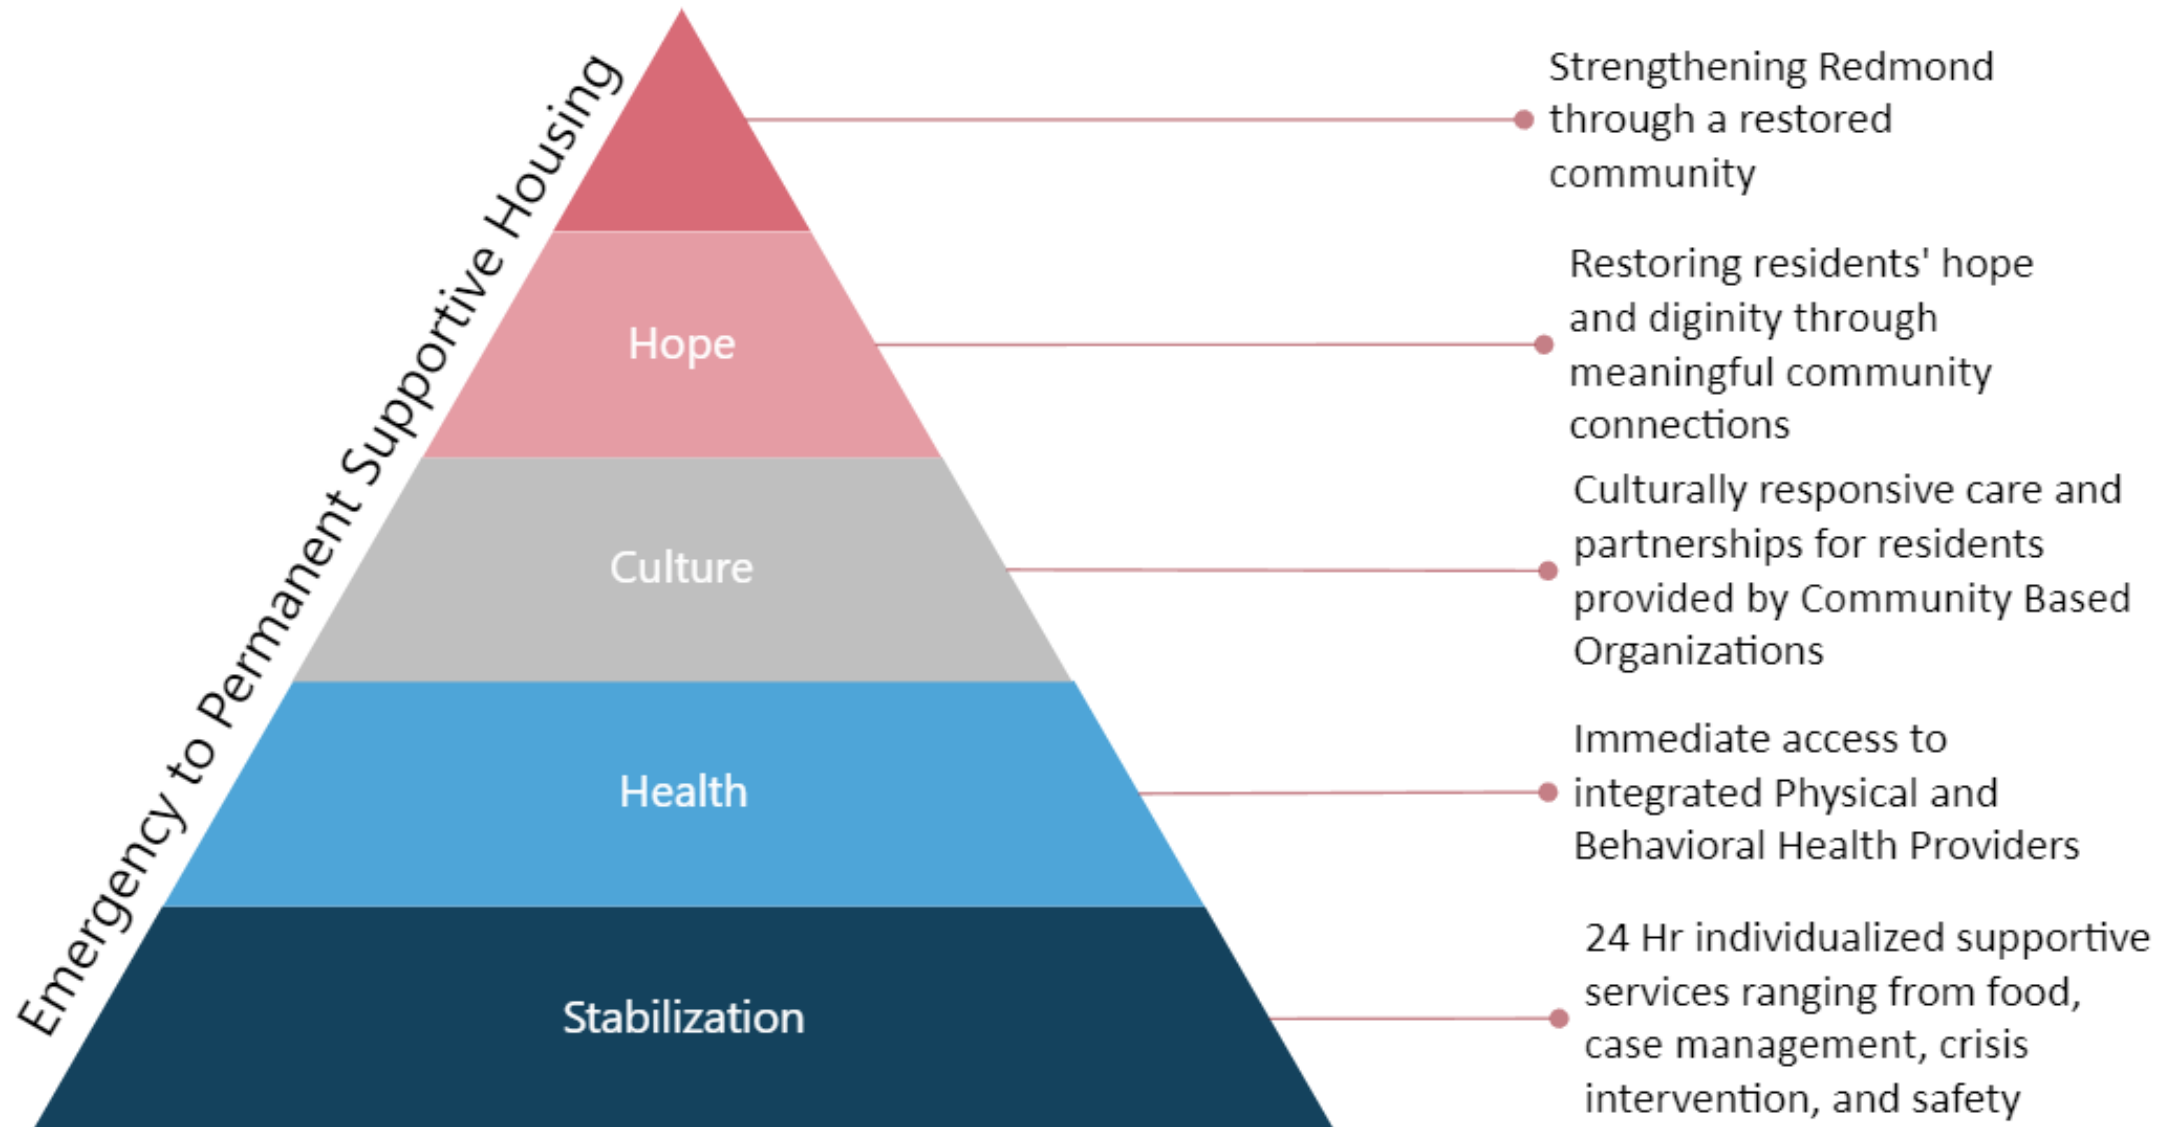 Emergency to Permanent Supportive Housing
Strengthening Redmond
through a restored
community
Hope
Restoring residents' hope
and diginity through
meaningful community
connections
Culture
Culturally responsive care and
partnerships for residents
provided by Community Based
Organizations
Health
Immediate access to
integrated Physical and
Behavioral Health Providers
Stabilization
24 Hr individualized supportive
services ranging from food,
case management, crisis
intervention, and safety